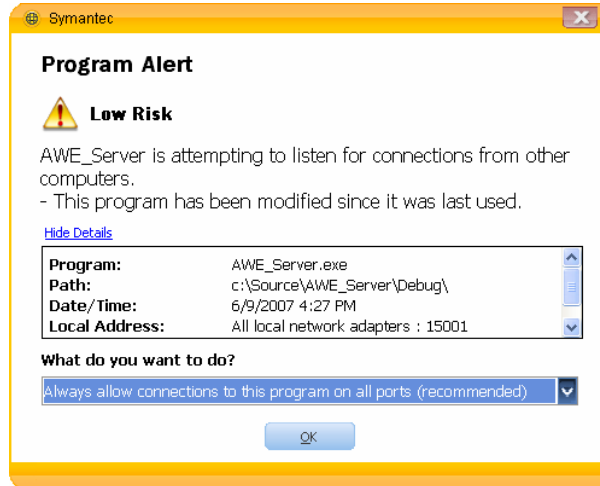 Symantec
Program Alert
Low Risk
AWE_Server is attempting to listen for connections from other
computers.
- This program has been modified since it was last used.
Hide Details
Program: AWE_Server.exe
Path: c:\Source\AWE_Server\Debug\
Date/Time: 6/9/2007 4:27 PM
Local Address: All local network adapters : 15001
What do you want to do?
Always allow connections to this program on all ports (recommended)
OK